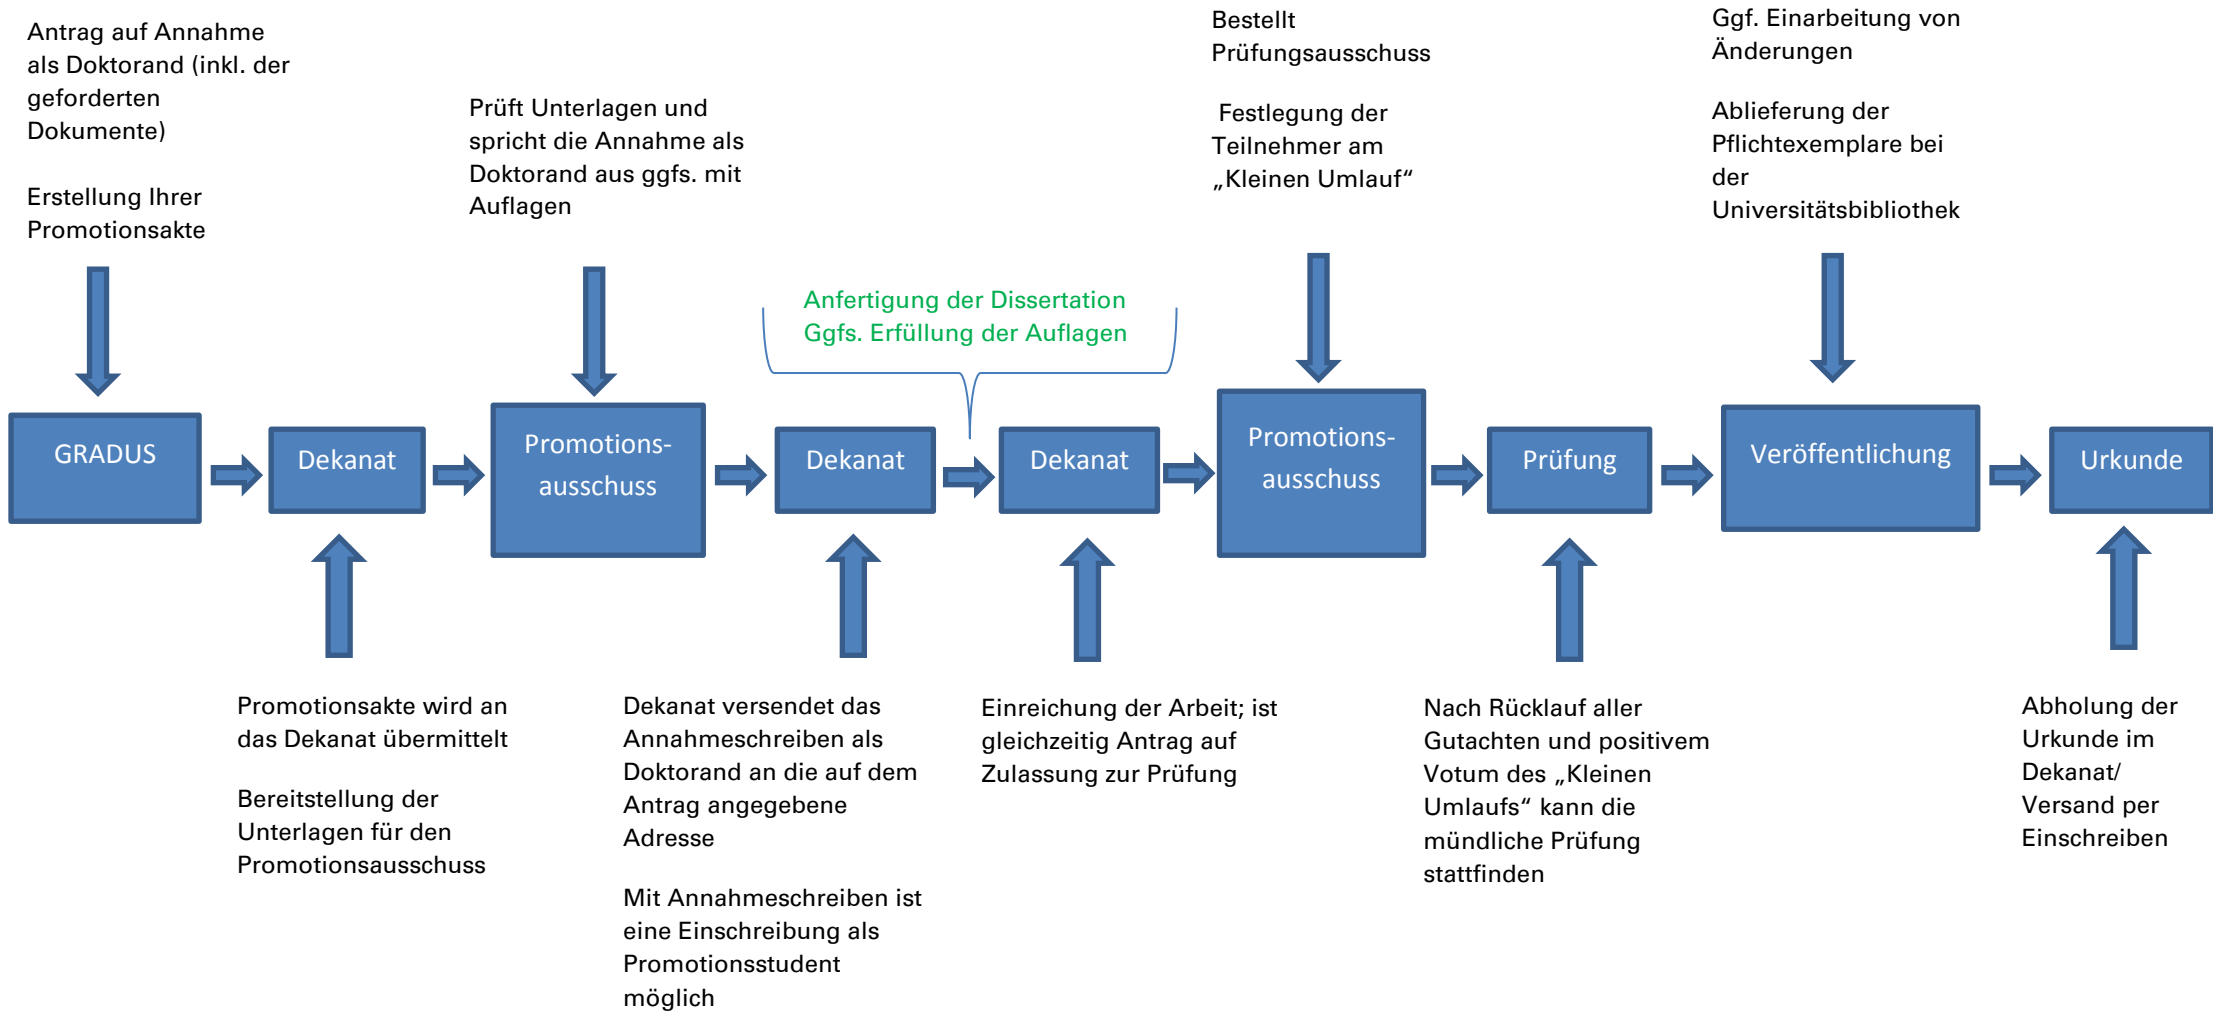 Antrag auf Annahme
als Doktorand (inkl. der
geforderten
Dokumente)
Erstellung Ihrer
Promotionsakte
Prüft Unterlagen und
spricht die Annahme als
Doktorand aus ggfs. mit
Auflagen
Bestellt
Prüfungsausschuss
Festlegung der
Teilnehmer am
„Kleinen Umlauf“
Ggf. Einarbeitung von
Änderungen
Ablieferung der
Pflichtexemplare bei
der
Universitätsbibliothek
Anfertigung der Dissertation
Ggfs. Erfüllung der Auflagen
GRADUS
Dekanat
Promotions-
ausschuss
Dekanat
Dekanat
Promotions-
ausschuss
Prüfung
Veröffentlichung
Urkunde
Promotionsakte wird an
das Dekanat übermittelt
Bereitstellung der
Unterlagen für den
Promotionsausschuss
Dekanat versendet das
Annahmeschreiben als
Doktorand an die auf dem
Antrag angegebene
Adresse
Mit Annahmeschreiben ist
eine Einschreibung als
Promotionsstudent
möglich
Einreichung der Arbeit; ist
gleichzeitig Antrag auf
Zulassung zur Prüfung
Nach Rücklauf aller
Gutachten und positivem
Votum des „Kleinen
Umlaufs“ kann die
mündliche Prüfung
stattfinden
Abholung der
Urkunde im
Dekanat/
Versand per
Einschreiben